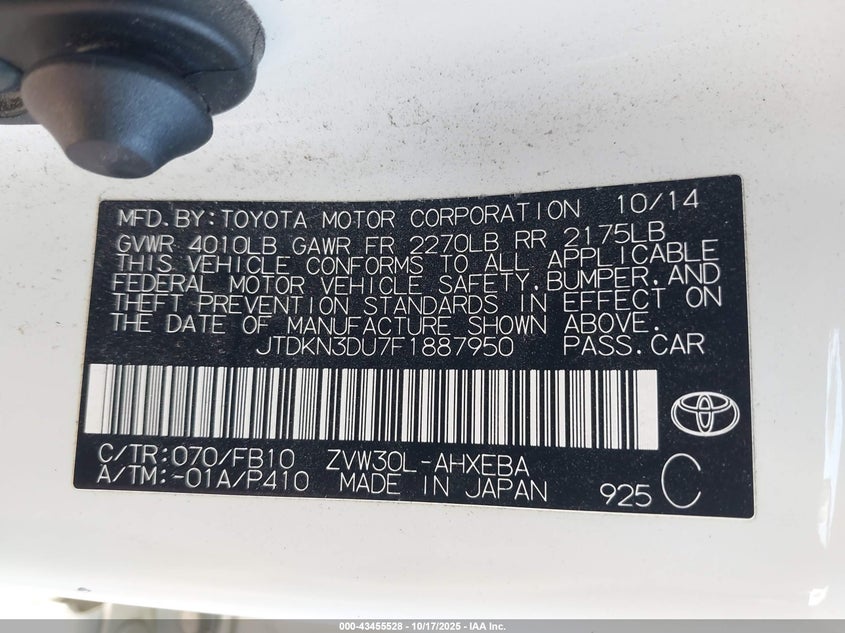 MFD.BY:TOYOTA MOTOR CORPORATION 10/14
GVWR 4010LB GAWR FR 2270LB RR 2175LB
THIS VEHICLE CONFORMS TO ALL APPLICABLE
FEDERAL MOTOR VEHICLE SAFETY,BUMPER,AND
THEFT PREVENTION STANDARDS IN EFFECT ON
THE DATE OF MANUFACTURE SHOWN ABOVE.
JTDKN3DU7F1887950 PASS.CAR
C/TR:070/FB10 ZVW30L-AHXEBA
A/TM:-01A/P410 MADE IN JAPAN 925 C
000-43455528 - 10/17/2025 - IAA Inc.